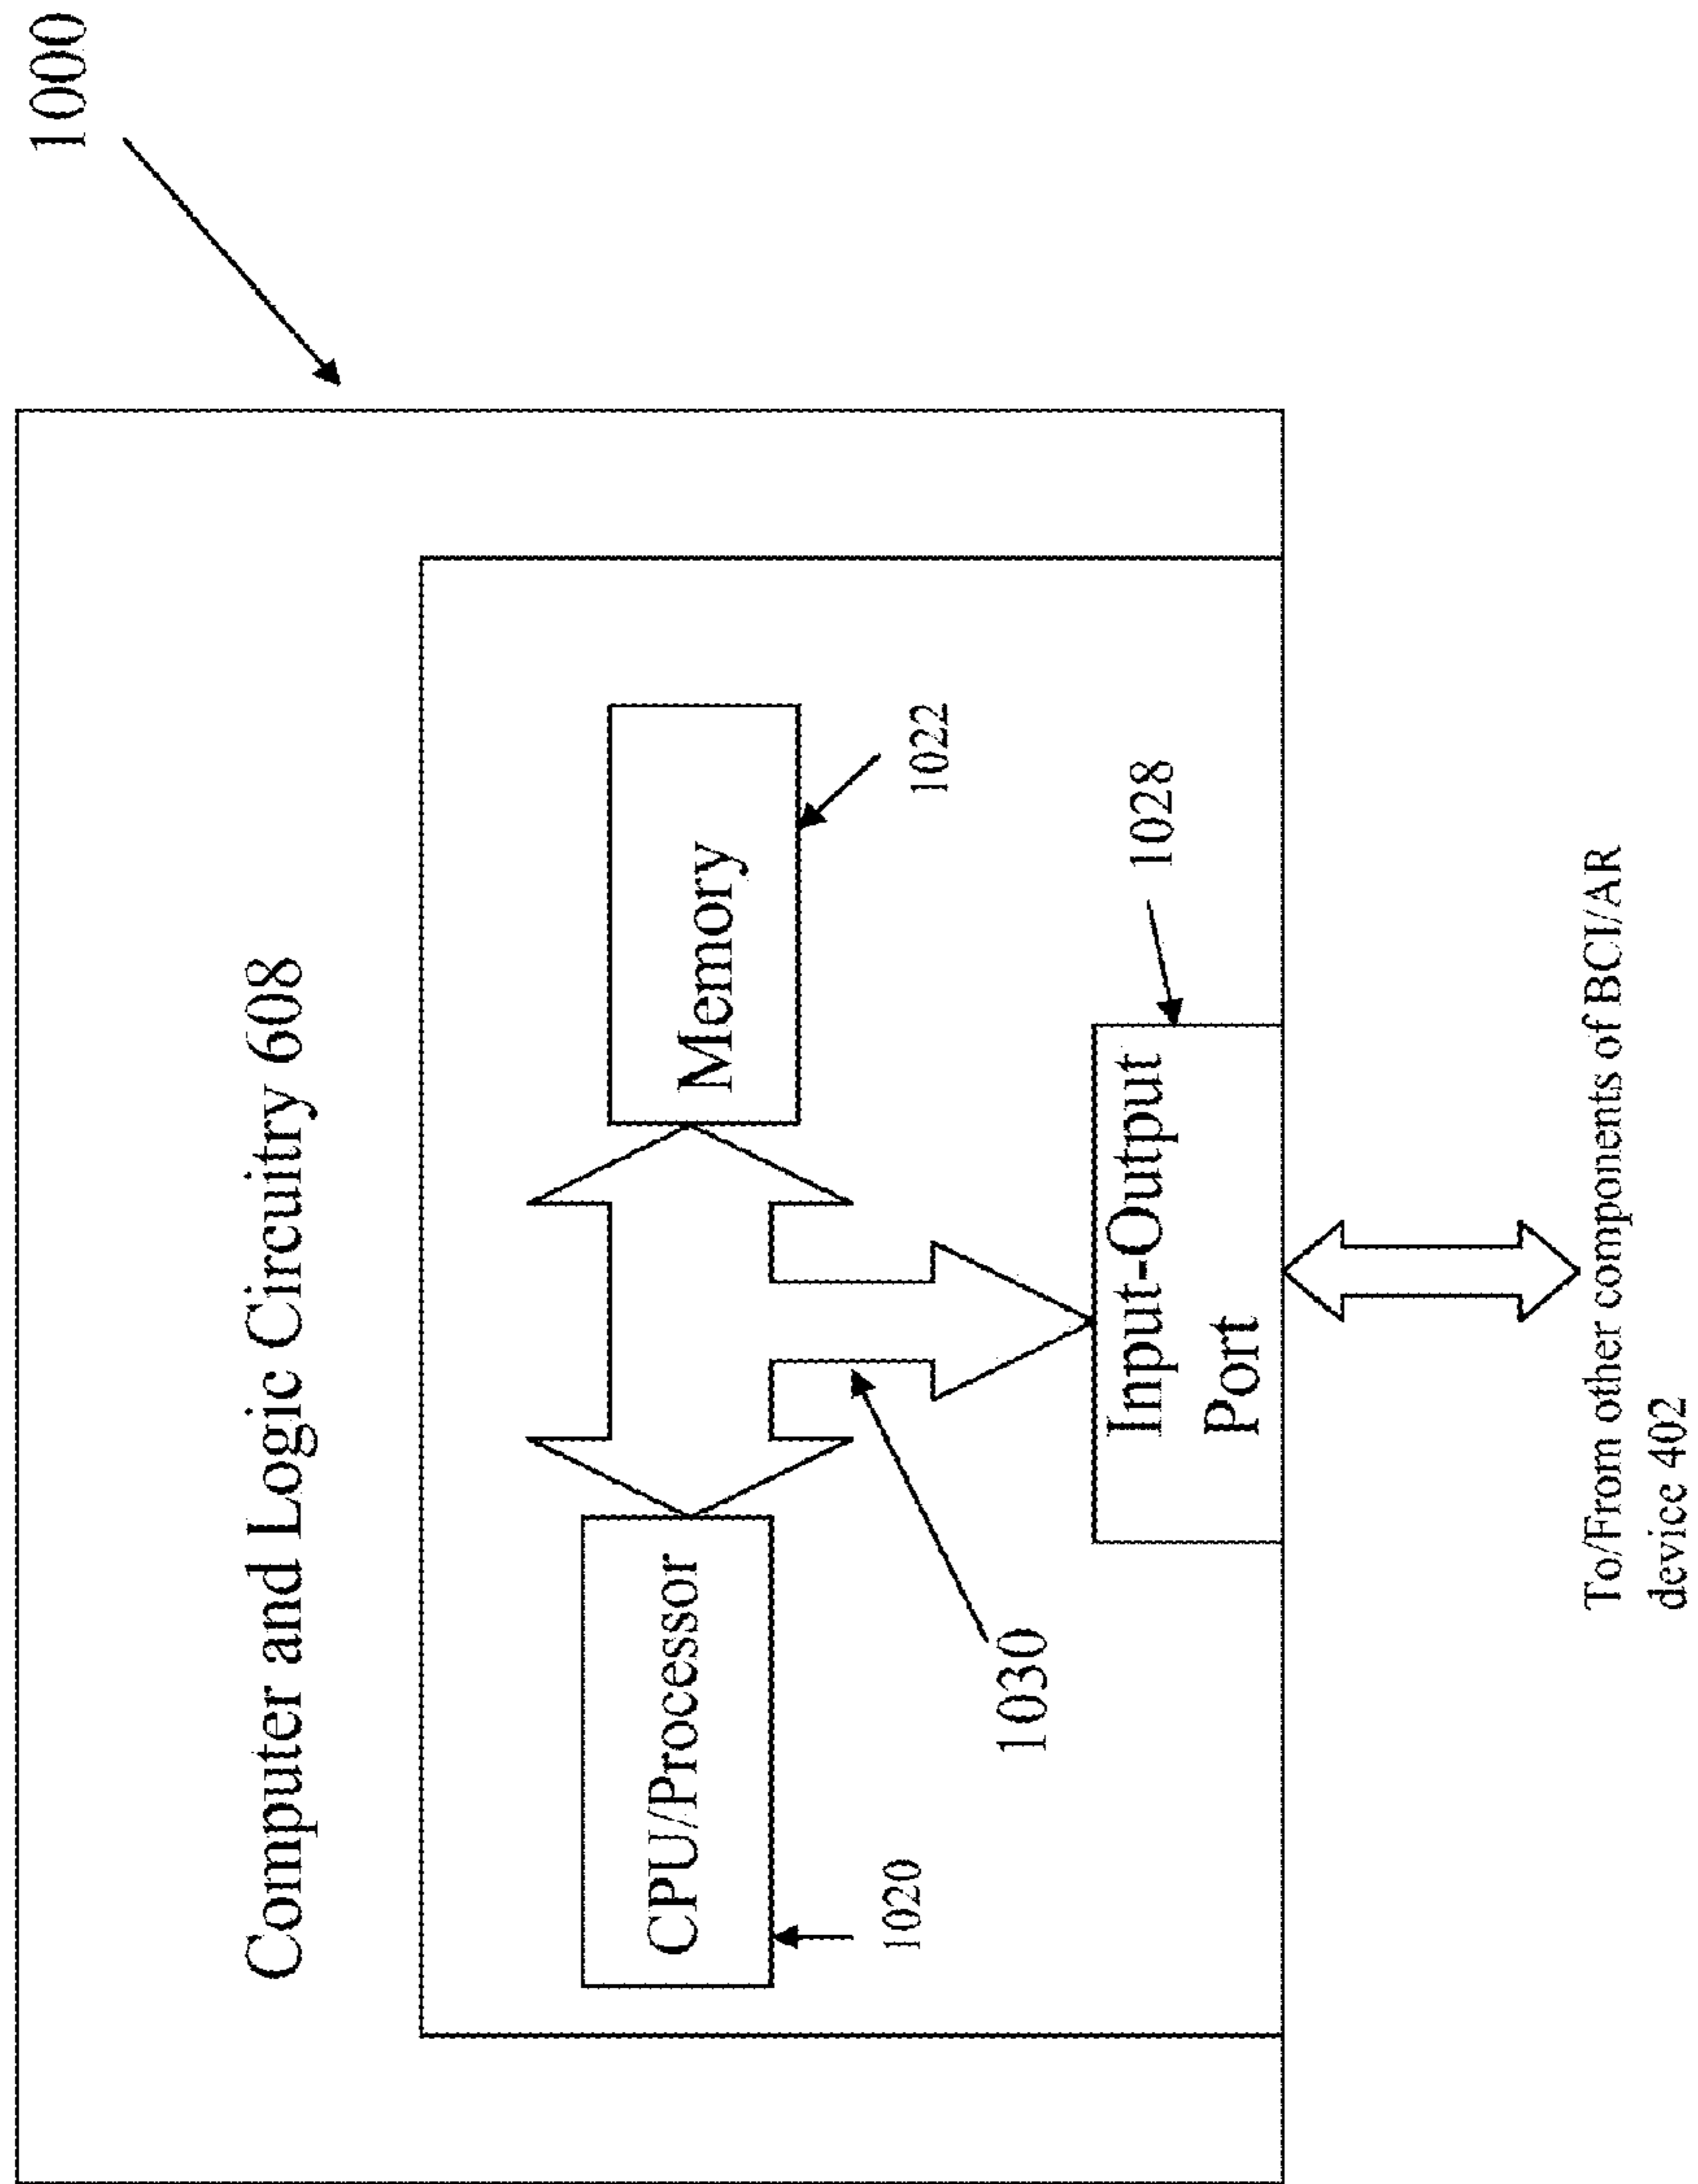 1000
Computer and Logic Circuitry 608
CPU/Processor
Memory
1020
1022
1030
1028
Input-Output
Port
To/From other components of BCI/AR
device 402